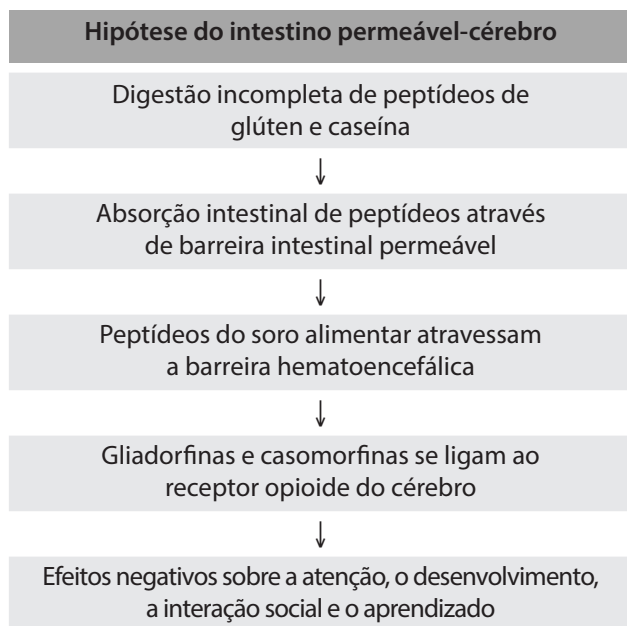 Hipótese do intestino permeável-cérebro
Digestão incompleta de peptídeos de
glúten e caseína
↓
Absorção intestinal de peptídeos através
de barreira intestinal permeável
↓
Peptídeos do soro alimentar atravessam
a barreira hematoencefálica
↓
Gliadorfinas e casomorfinas se ligam ao
receptor opioide do cérebro
↓
Efeitos negativos sobre a atenção, o desenvolvimento,
a interação social e o aprendizado